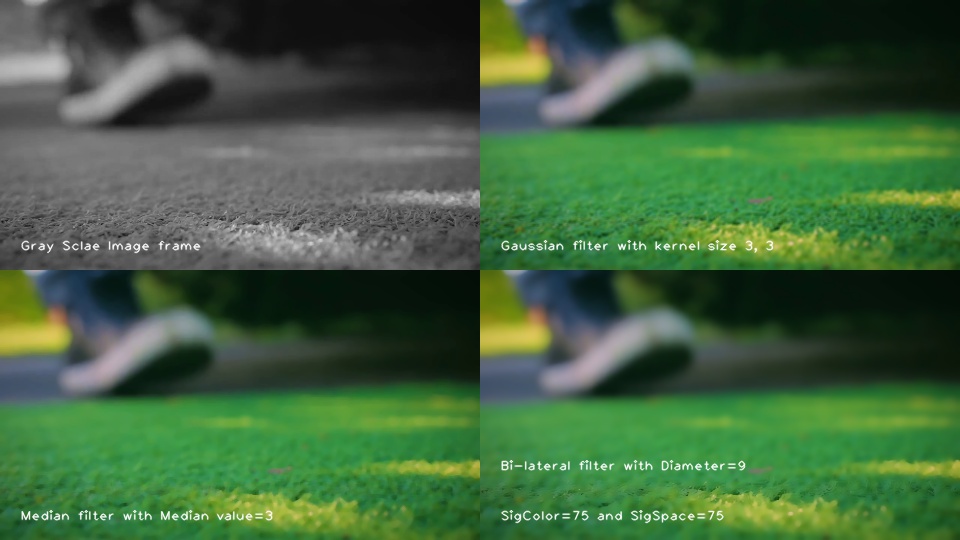 Gray Sclae Image frame
Gaussian filter with kernel size 3, 3
Median filter with Median value=3
Bi-lateral filter with Diameter=9
SigColor=75 and SigSpace=75